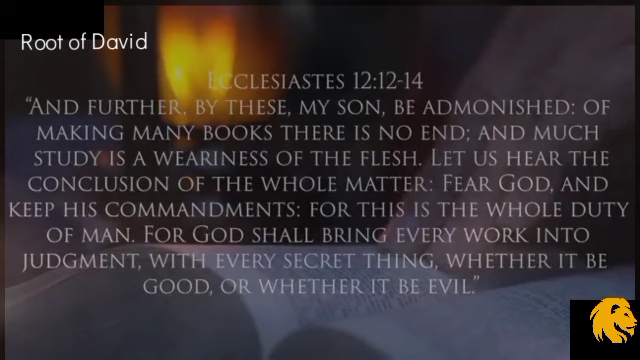 Root of David
Ecclesiastes 12:12-14
“And further, by these, my son, be admonished: of
making many books there is no end; and much
study is a weariness of the flesh. Let us hear the
conclusion of the whole matter: Fear God, and
keep his commandments: for this is the whole duty
of man. For God shall bring every work into
judgment, with every secret thing, whether it be
good, or whether it be evil.”